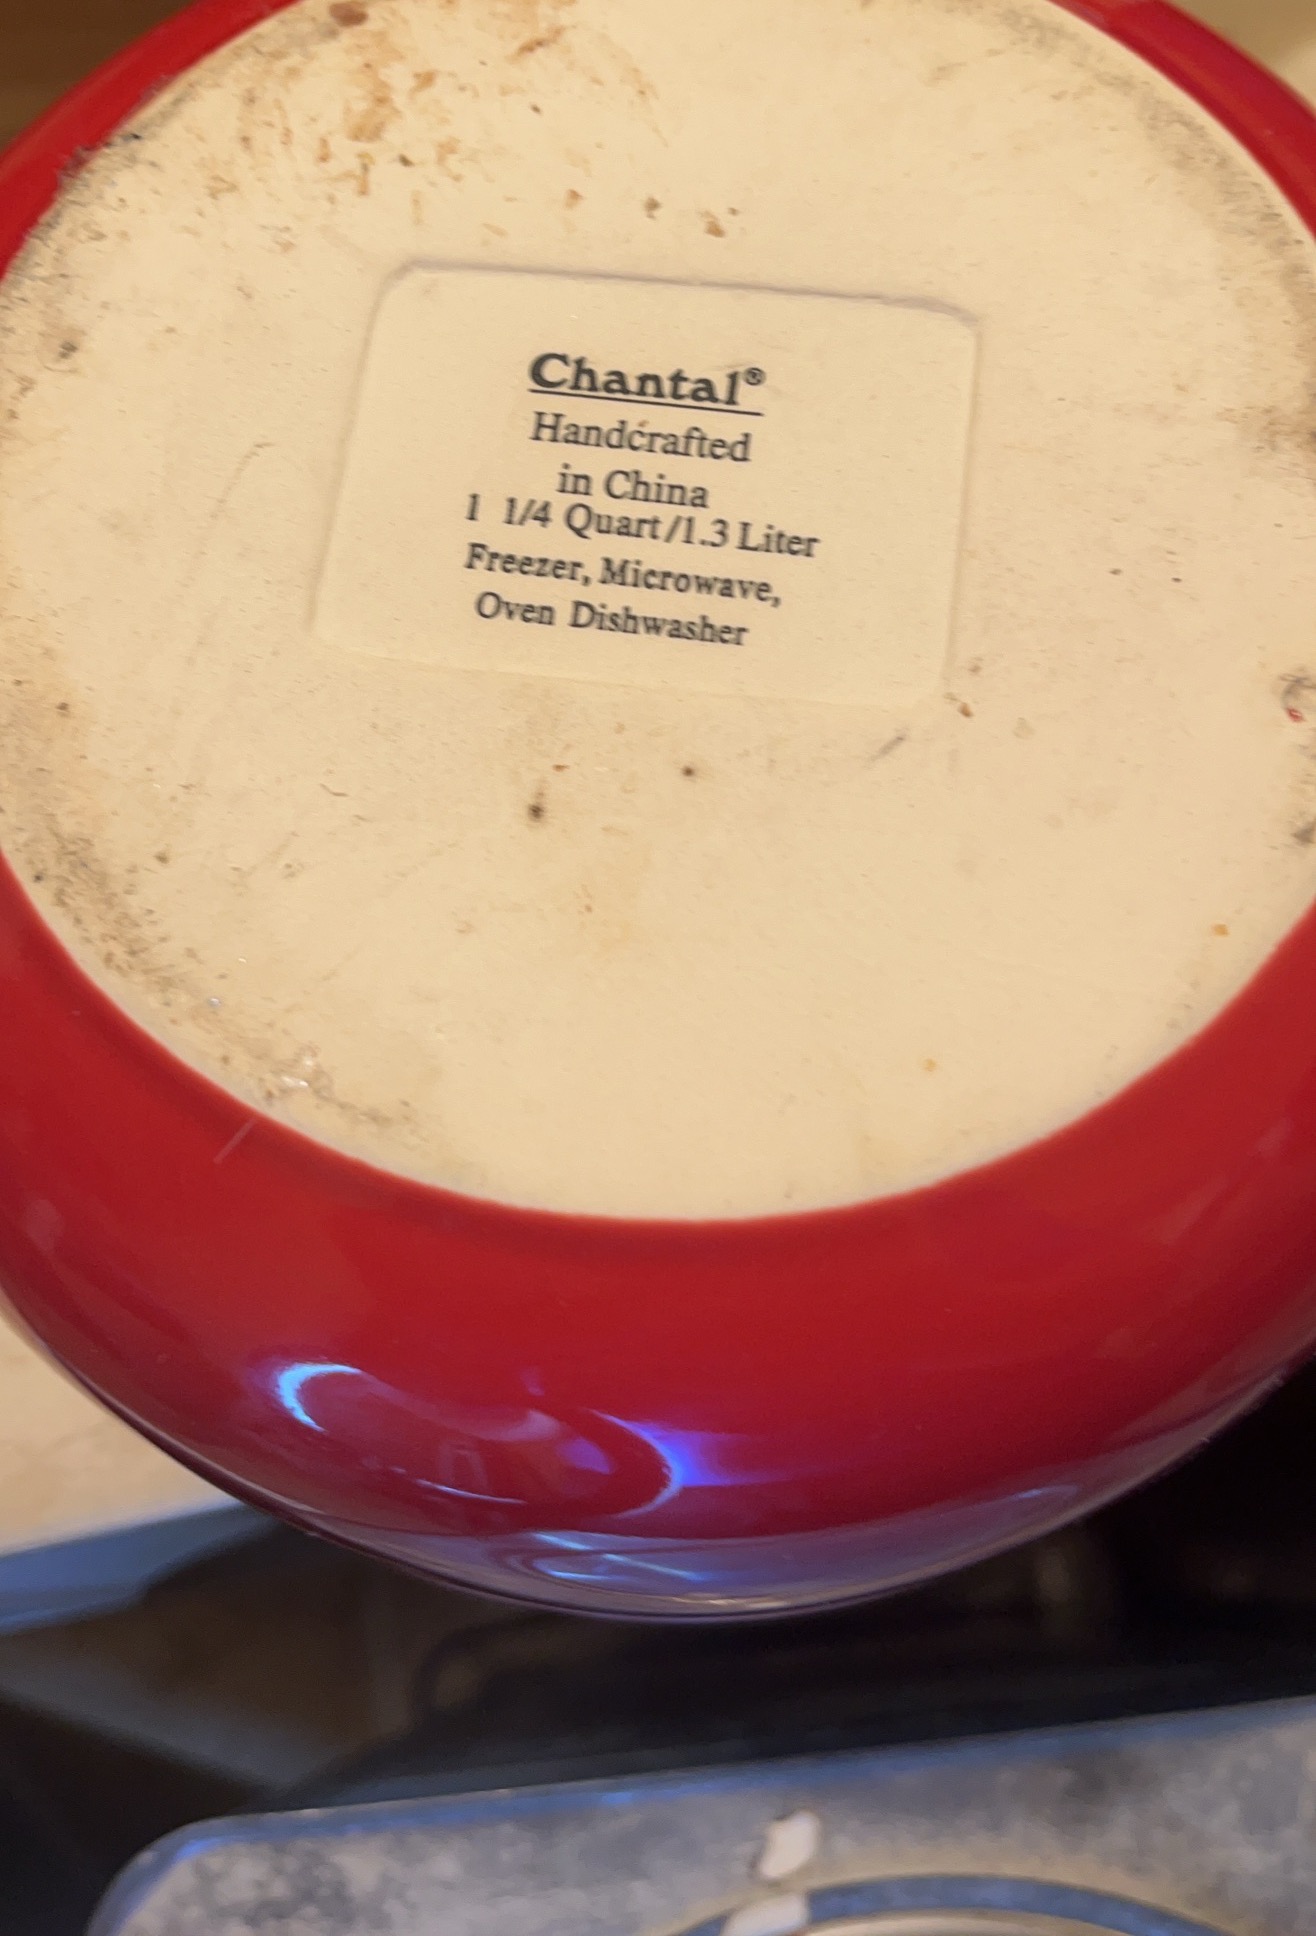 Chantal®
Handcrafted
in China
1 1/4 Quart/1.3 Liter
Freezer, Microwave,
Oven Dishwasher